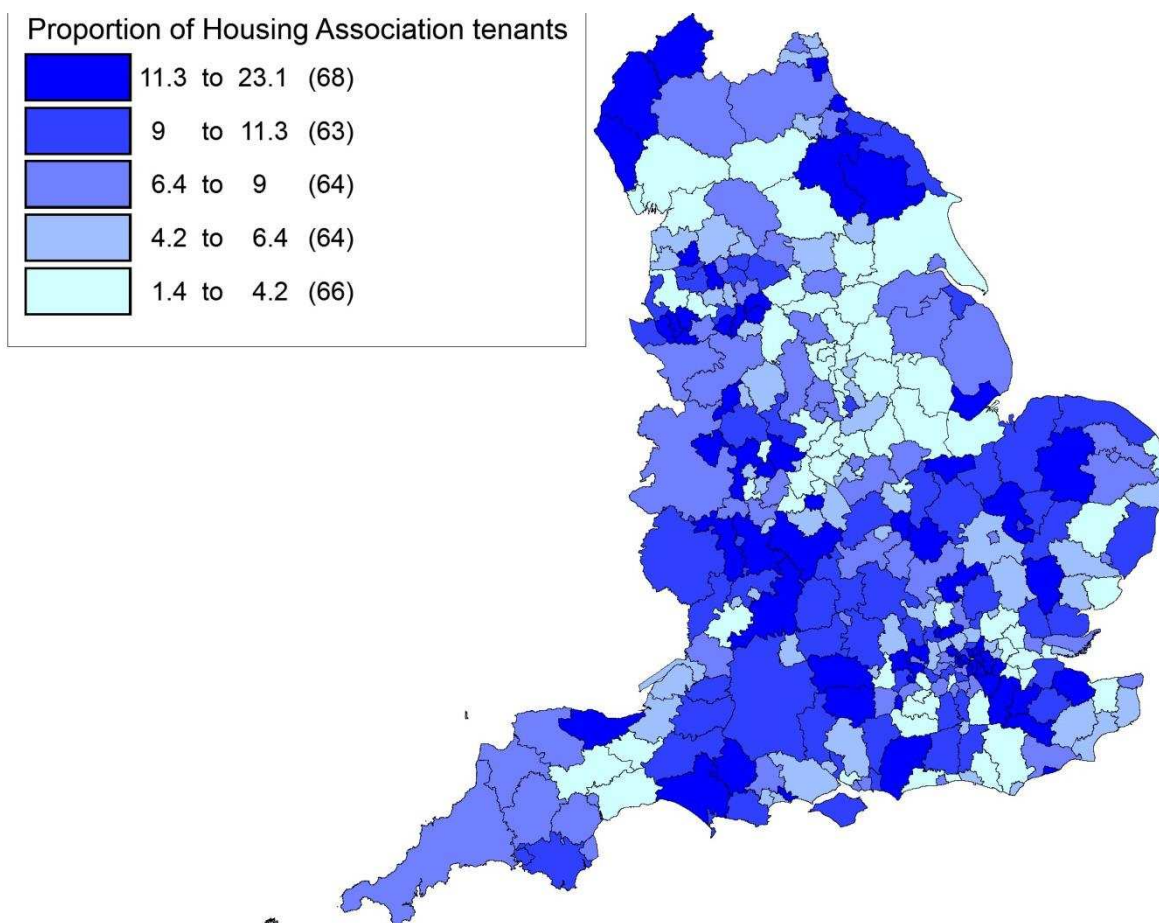 Proportion of Housing Association tenants
11.3 to 23.1 (68)
9 to 11.3 (63)
6.4 to 9 (64)
4.2 to 6.4 (64)
1.4 to 4.2 (66)